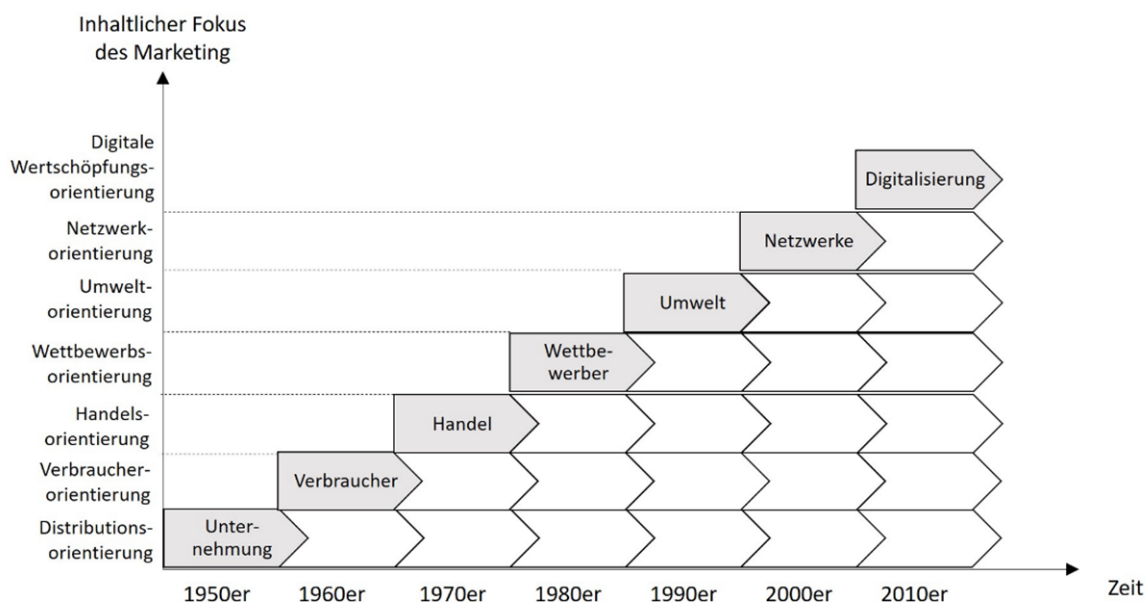 Inhaltlicher Fokus
des Marketing
Digitale
Wertschöpfungs-
orientierung
Digitalisierung
Netzwerk-
orientierung
Netzwerke
Umwelt-
orientierung
Umwelt
Wettbewerbs-
orientierung
Wettbe-
werber
Handels-
orientierung
Handel
Verbraucher-
orientierung
Verbraucher
Distributions-
orientierung
Unter-
nehmung
1950er 1960er 1970er 1980er 1990er 2000er 2010er
Zeit